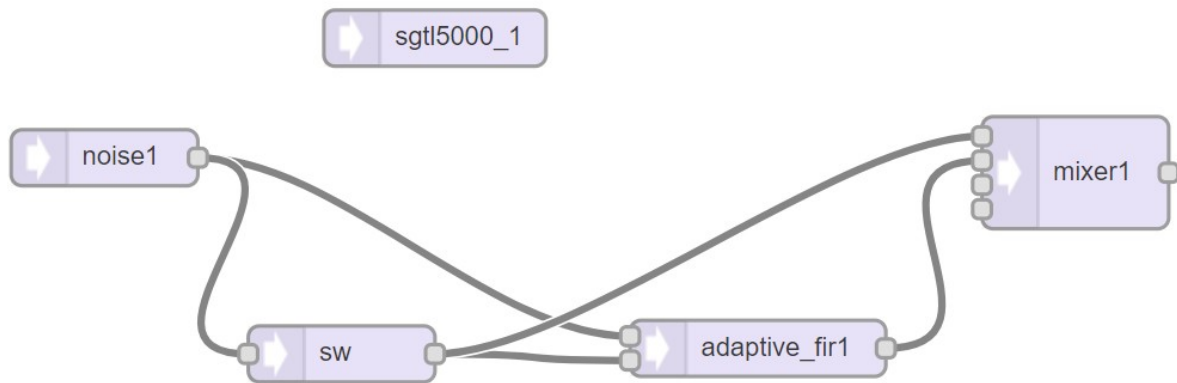 sgtl5000_1
noise1
mixer1
sw
adaptive_fir1